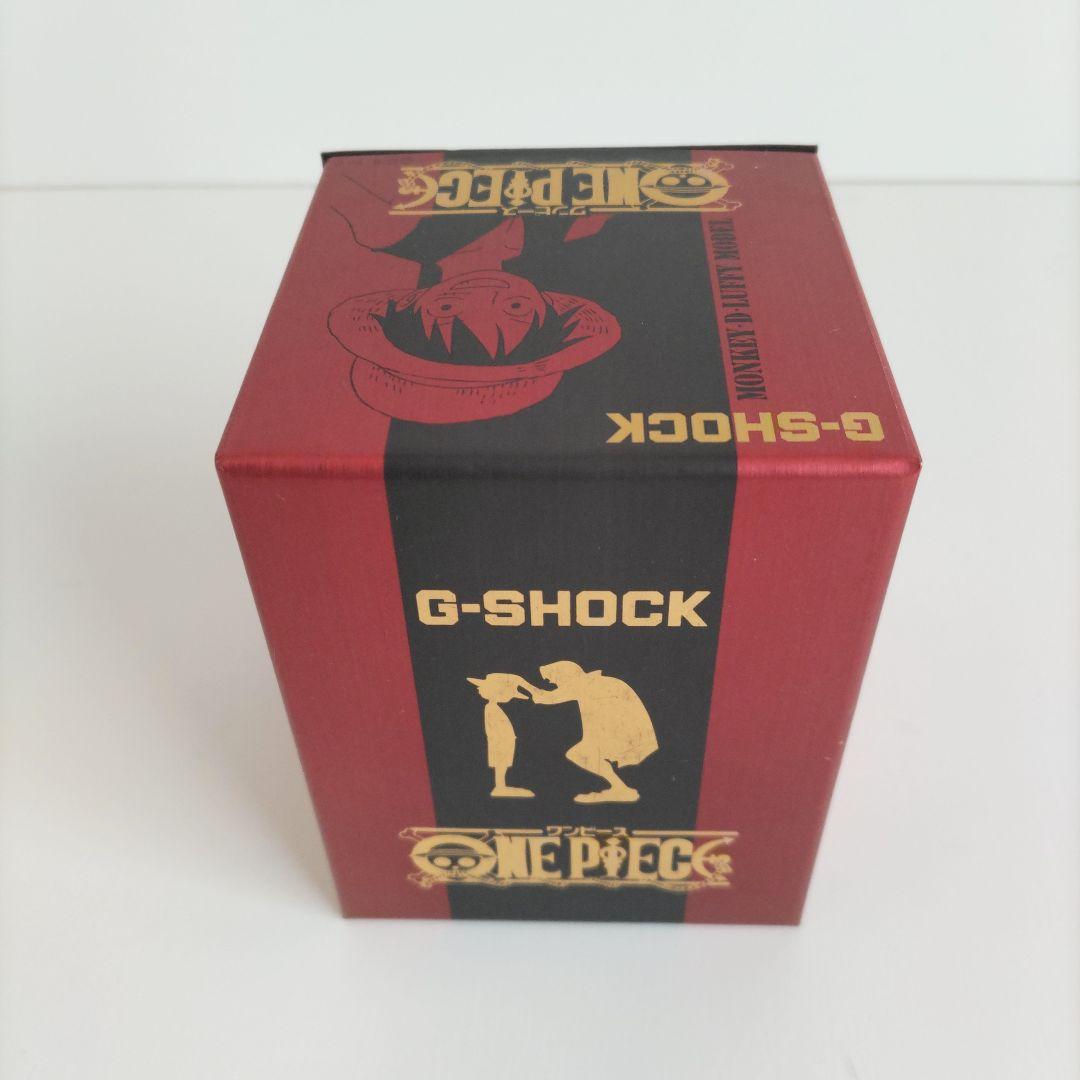 ワンピース
ONE PIECE
MONKEY·D·LUFFY MODEL
G-SHOCK
G-SHOCK
ワンピース
ONE PIECE